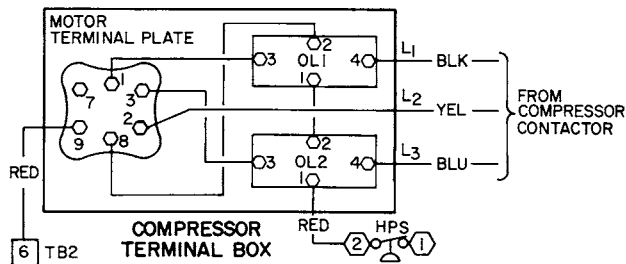 MOTOR
TERMINAL PLATE
2
L1
1
3
OL1
4
BLK
7
3
1
L2
FROM
YEL
COMPRESSOR
CONTACTOR
9
8
2
2
L3
3
OL2
4
BLU
1
RED
COMPRESSOR
TERMINAL BOX
RED
HPS
6
TB2
2
1